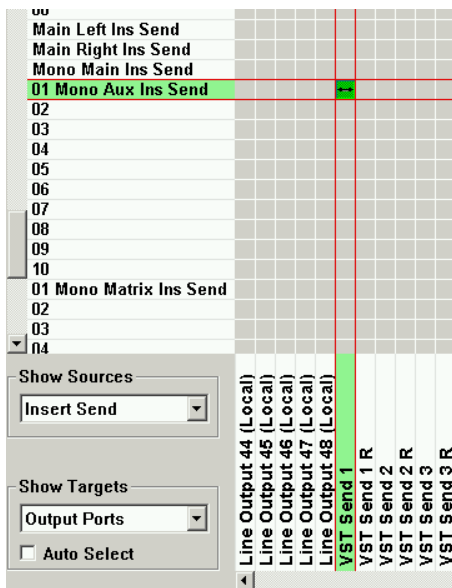 Main Left Ins Send
Main Right Ins Send
Mono Main Ins Send
01 Mono Aux Ins Send
02
03
04
05
06
07
08
09
10
01 Mono Matrix Ins Send
02
03
04
Show Sources
Insert Send
Show Targets
Output Ports
Auto Select
Line Output 44 (Local)
Line Output 45 (Local)
Line Output 46 (Local)
Line Output 47 (Local)
Line Output 48 (Local)
VST Send 1
VST Send 1 R
VST Send 2
VST Send 2 R
VST Send 3
VST Send 3 R